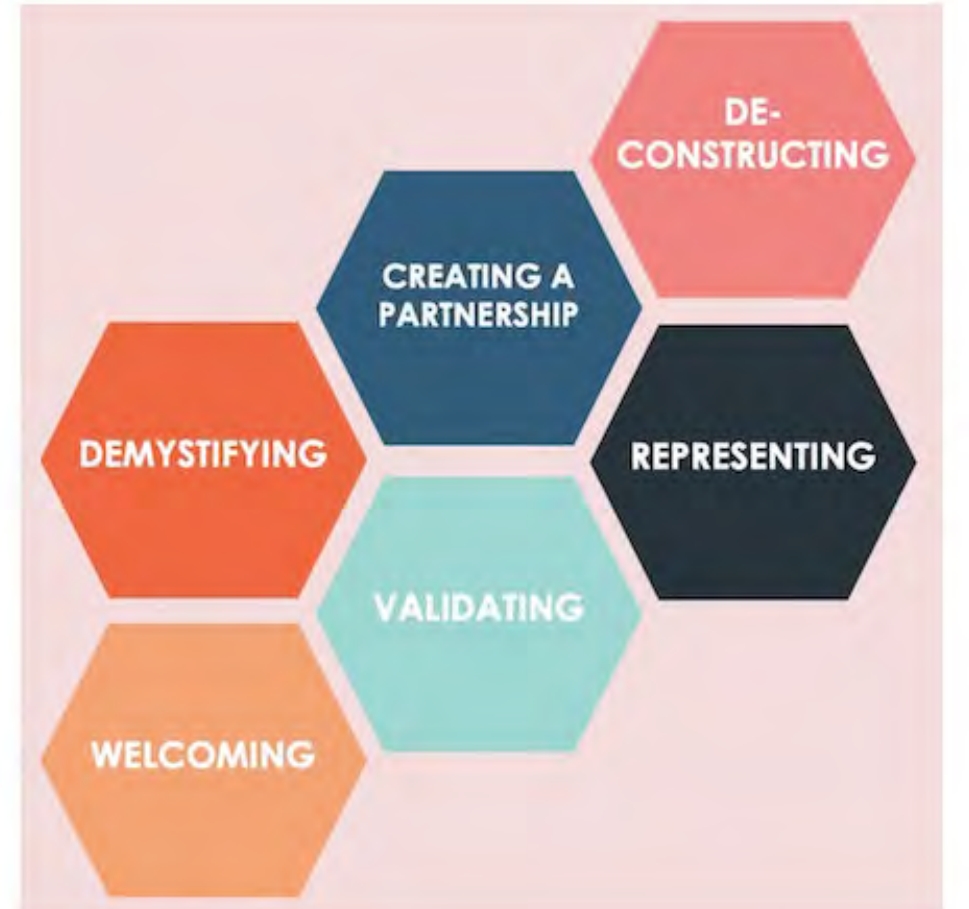 DE-
CONSTRUCTING
CREATING A
PARTNERSHIP
DEMYSTIFYING
REPRESENTING
VALIDATING
WELCOMING